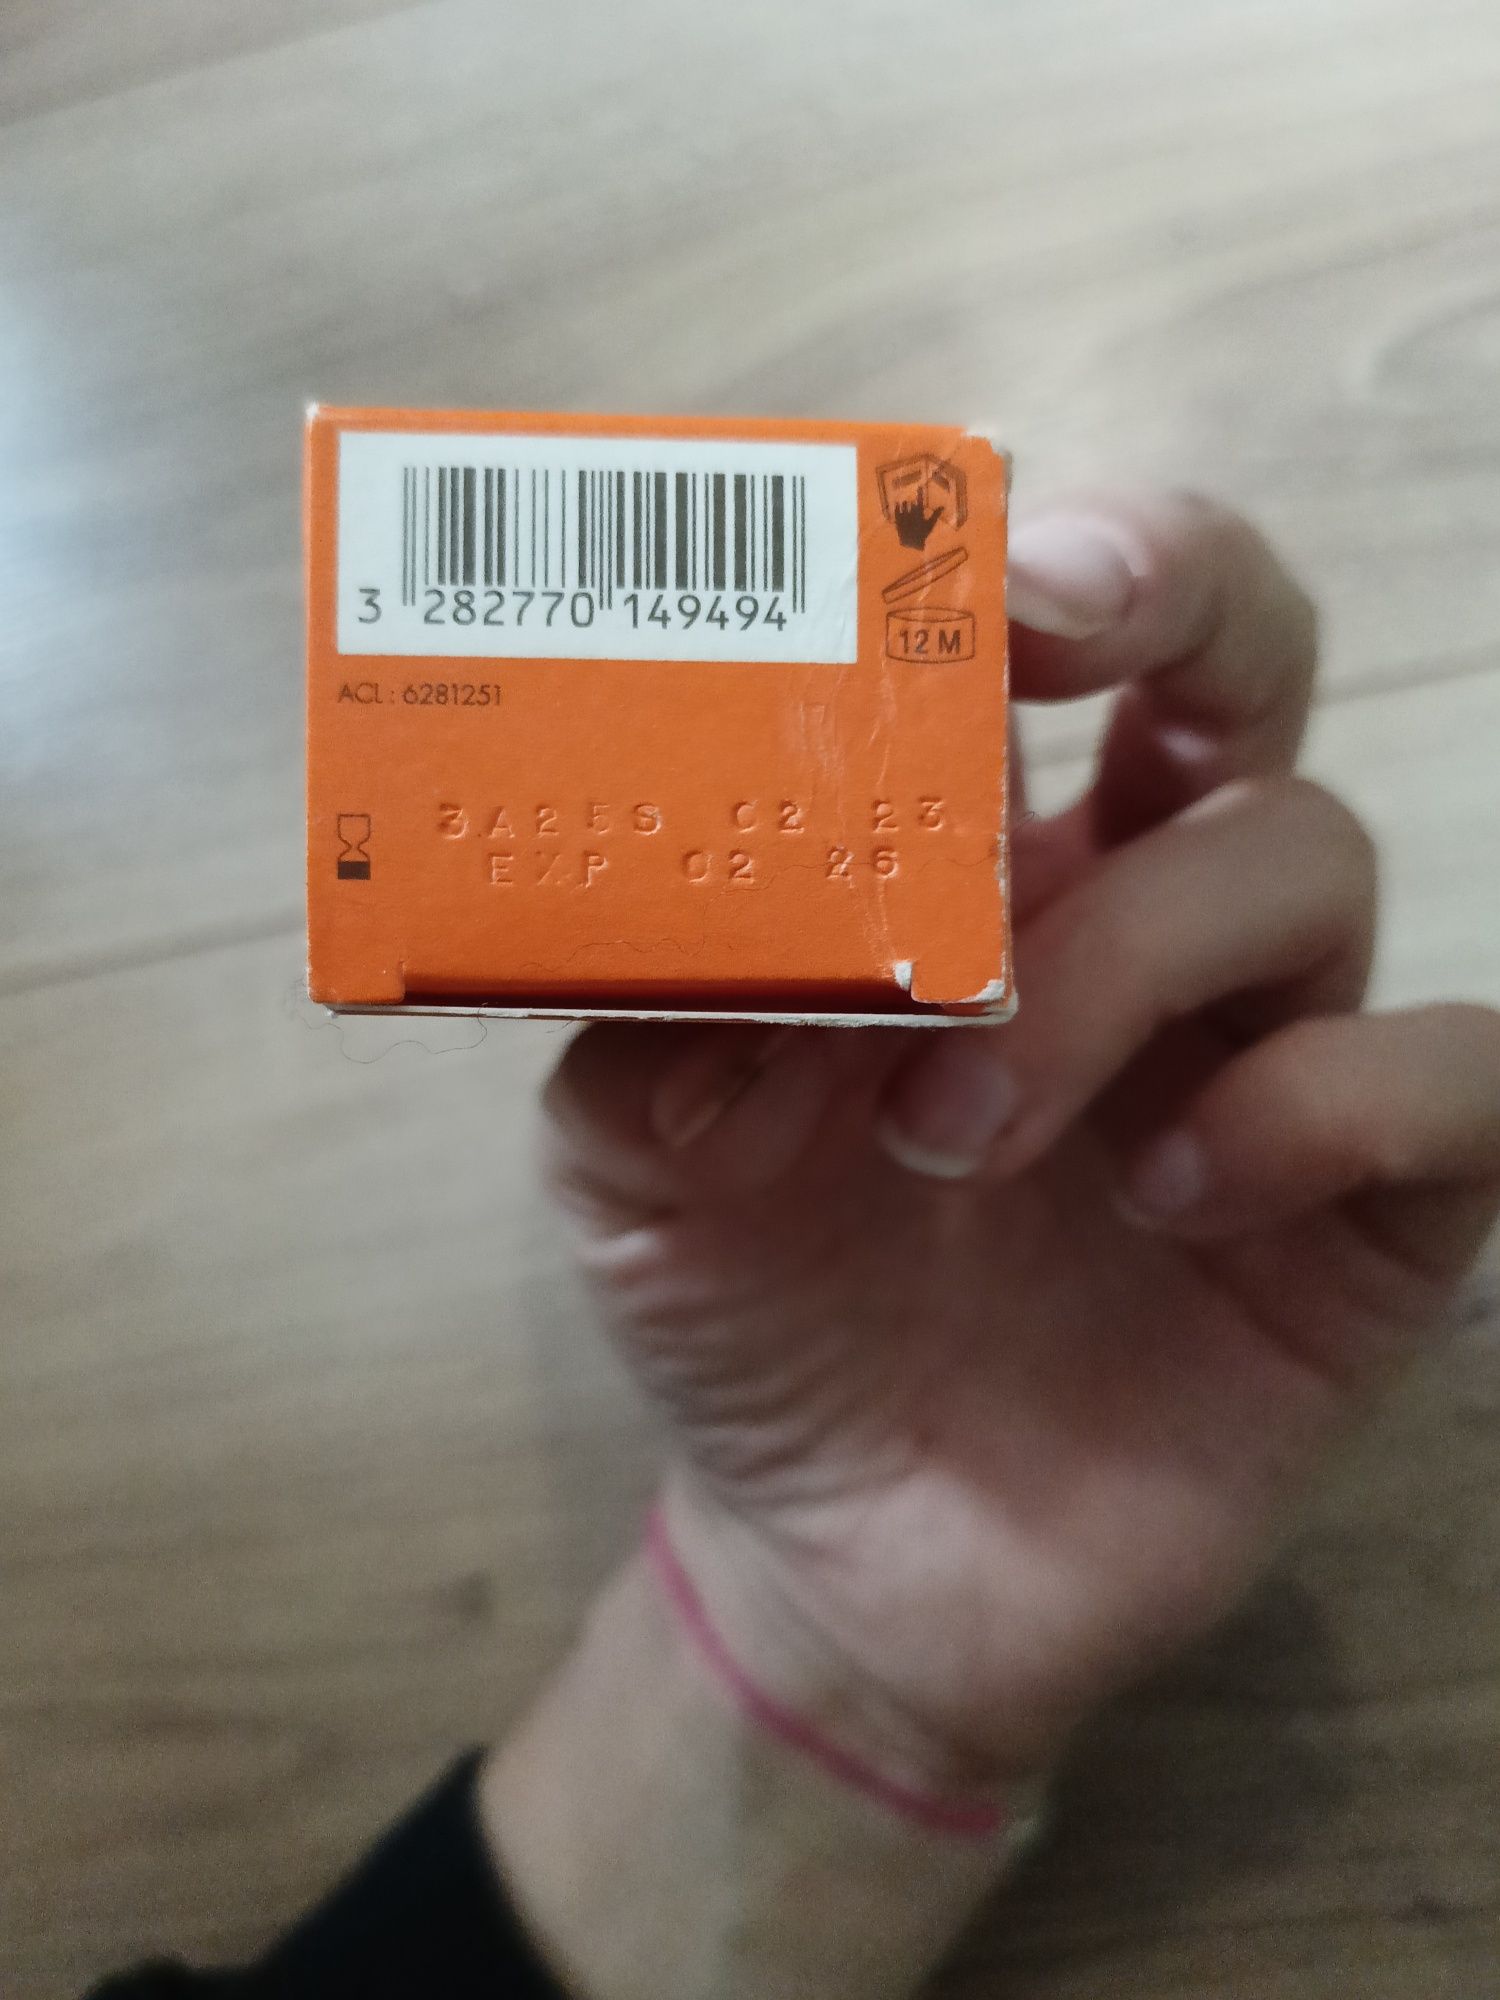 3 282770 149494
12 M
ACL : 6281251
3A25S 02 23
EXP 02 26